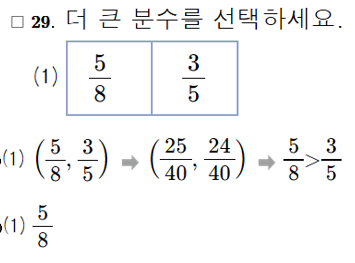 □ 29. 더 큰 분수를 선택하세요.
(1) 5/8 3/5
(1) (5/8, 3/5) ➡ (25/40, 24/40) ➡ 5/8 > 3/5
(1) 5/8